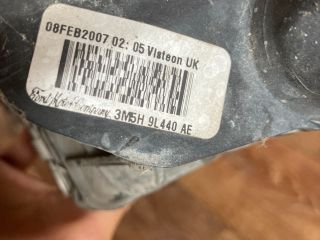 08FEB2007 02:05 Visteon UK
Ford Motor Company 3M5H 9L440 AE